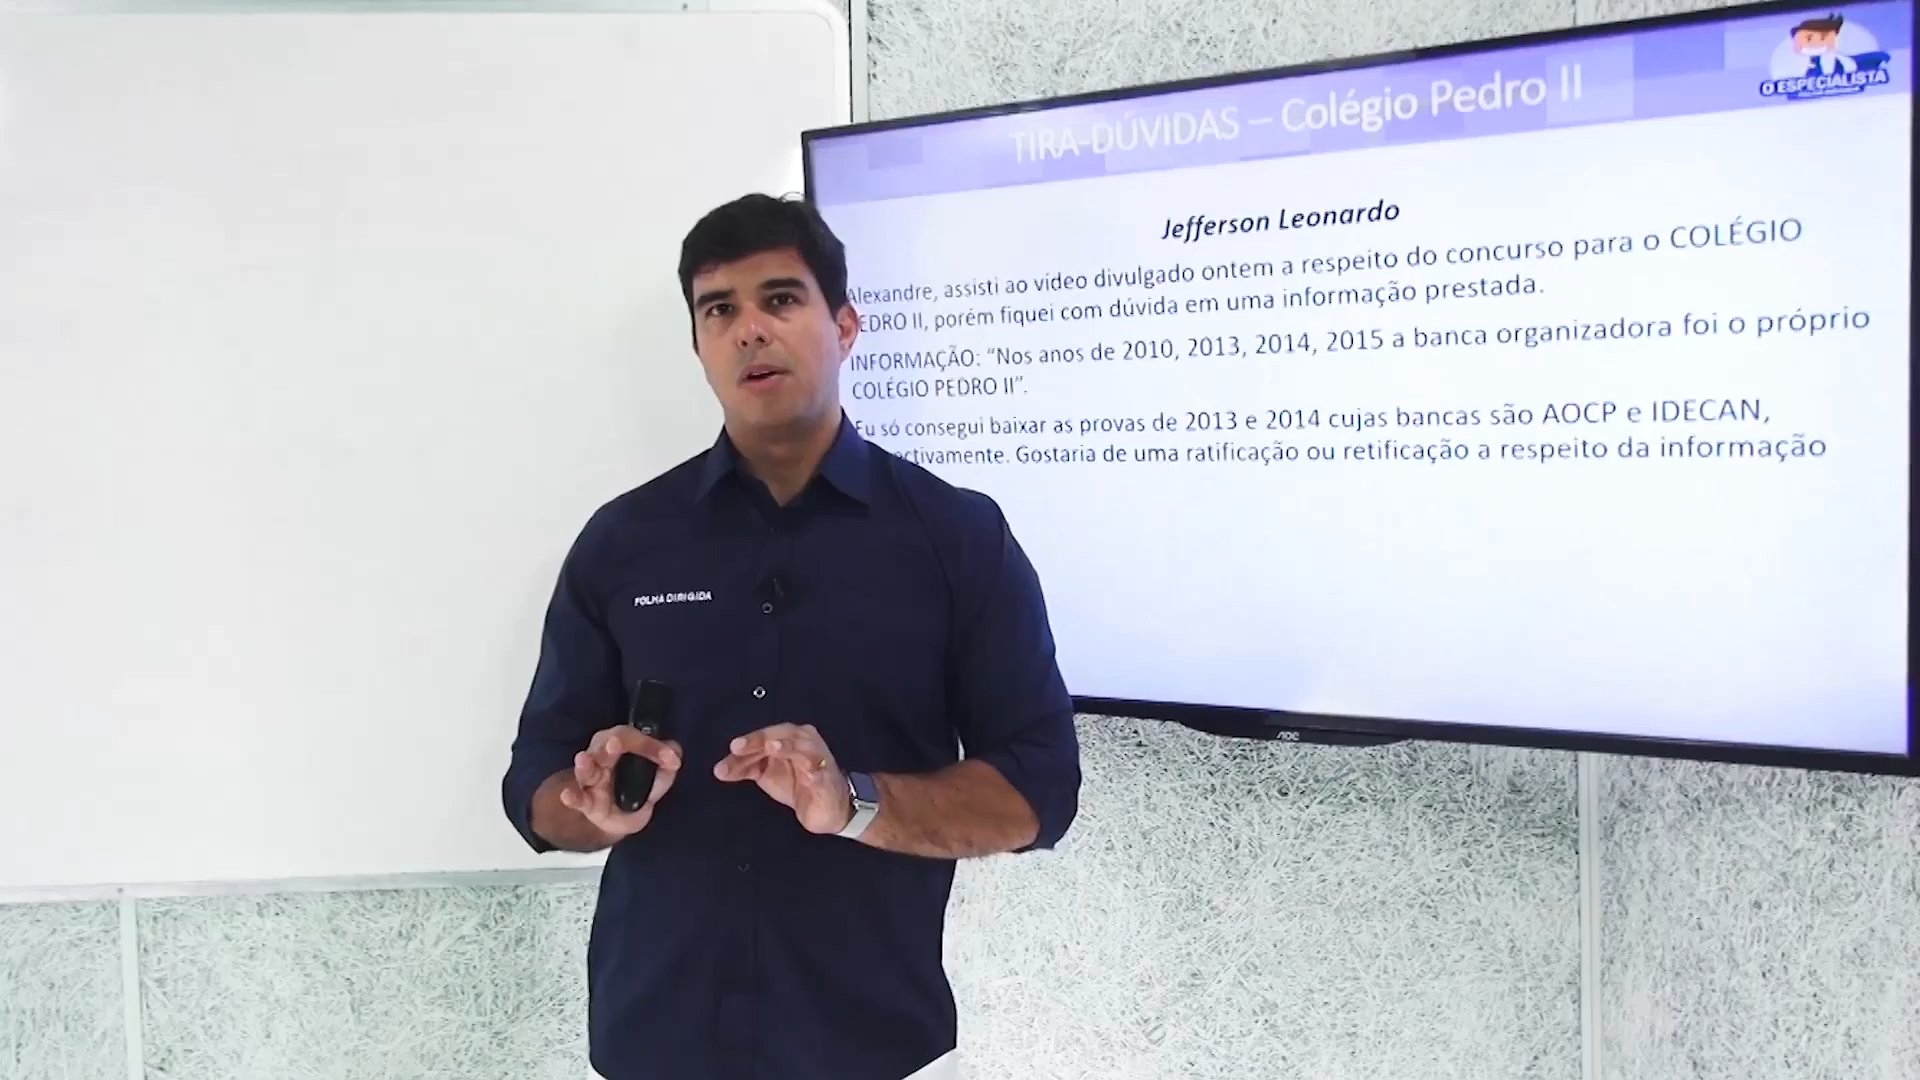 TIRA-DÚVIDAS – Colégio Pedro II
O ESPECIALISTA
Jefferson Leonardo
Alexandre, assisti ao vídeo divulgado ontem a respeito do concurso para o COLÉGIO
PEDRO II, porém fiquei com dúvida em uma informação prestada.
INFORMAÇÃO: “Nos anos de 2010, 2013, 2014, 2015 a banca organizadora foi o próprio
COLÉGIO PEDRO II”.
Eu só consegui baixar as provas de 2013 e 2014 cujas bancas são AOCP e IDECAN,
ectivamente. Gostaria de uma ratificação ou retificação a respeito da informação
FOLHA DIRIGIDA
AOC